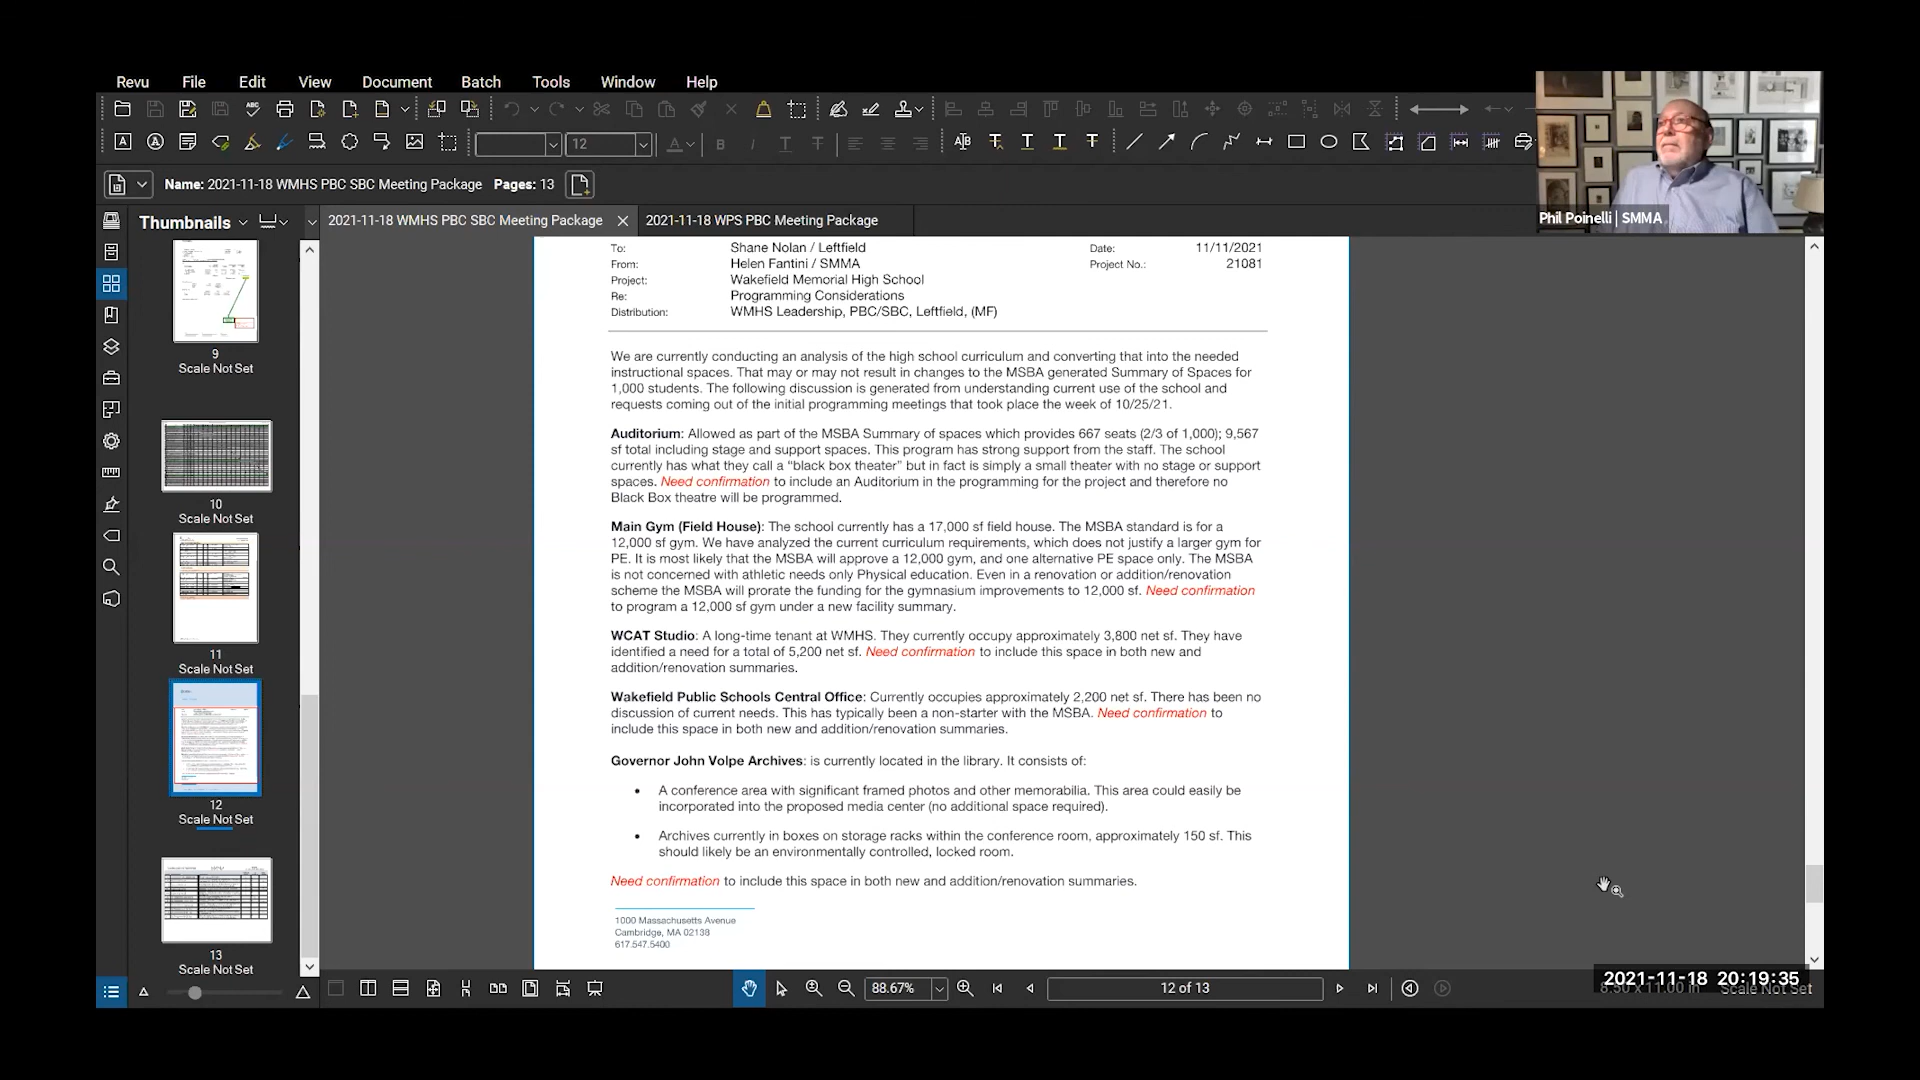 Revu File Edit View Document Batch Tools Window Help
12
Name: 2021-11-18 WMHS PBC SBC Meeting Package Pages: 13
Thumbnails
2021-11-18 WMHS PBC SBC Meeting Package
2021-11-18 WPS PBC Meeting Package
Phil Poinelli | SMMA
9
Scale Not Set
10
Scale Not Set
11
Scale Not Set
12
Scale Not Set
13
Scale Not Set
To: Shane Nolan / Leftfield Date: 11/11/2021
From: Helen Fantini / SMMA Project No.: 21081
Project: Wakefield Memorial High School
Re: Programming Considerations
Distribution: WMHS Leadership, PBC/SBC, Leftfield, (MF)
We are currently conducting an analysis of the high school curriculum and converting that into the needed
instructional spaces. That may or may not result in changes to the MSBA generated Summary of Spaces for
1,000 students. The following discussion is generated from understanding current use of the school and
requests coming out of the initial programming meetings that took place the week of 10/25/21.
Auditorium: Allowed as part of the MSBA Summary of spaces which provides 667 seats (2/3 of 1,000); 9,567
sf total including stage and support spaces. This program has strong support from the staff. The school
currently has what they call a “black box theater” but in fact is simply a small theater with no stage or support
spaces. Need confirmation to include an Auditorium in the programming for the project and therefore no
Black Box theatre will be programmed.
Main Gym (Field House): The school currently has a 17,000 sf field house. The MSBA standard is for a
12,000 sf gym. We have analyzed the current curriculum requirements, which does not justify a larger gym for
PE. It is most likely that the MSBA will approve a 12,000 gym, and one alternative PE space only. The MSBA
is not concerned with athletic needs only Physical education. Even in a renovation or addition/renovation
scheme the MSBA will prorate the funding for the gymnasium improvements to 12,000 sf. Need confirmation
to program a 12,000 sf gym under a new facility summary.
WCAT Studio: A long-time tenant at WMHS. They currently occupy approximately 3,800 net sf. They have
identified a need for a total of 5,200 net sf. Need confirmation to include this space in both new and
addition/renovation summaries.
Wakefield Public Schools Central Office: Currently occupies approximately 2,200 net sf. There has been no
discussion of current needs. This has typically been a non-starter with the MSBA. Need confirmation to
include this space in both new and addition/renovation summaries.
Governor John Volpe Archives: is currently located in the library. It consists of:
• A conference area with significant framed photos and other memorabilia. This area could easily be
incorporated into the proposed media center (no additional space required).
• Archives currently in boxes on storage racks within the conference room, approximately 150 sf. This
should likely be an environmentally controlled, locked room.
Need confirmation to include this space in both new and addition/renovation summaries.
1000 Massachusetts Avenue
Cambridge, MA 02138
617.547.5400
88.67%
12 of 13
2021-11-18 20:19:35
8.50 x 11.00 in Scale Not Set